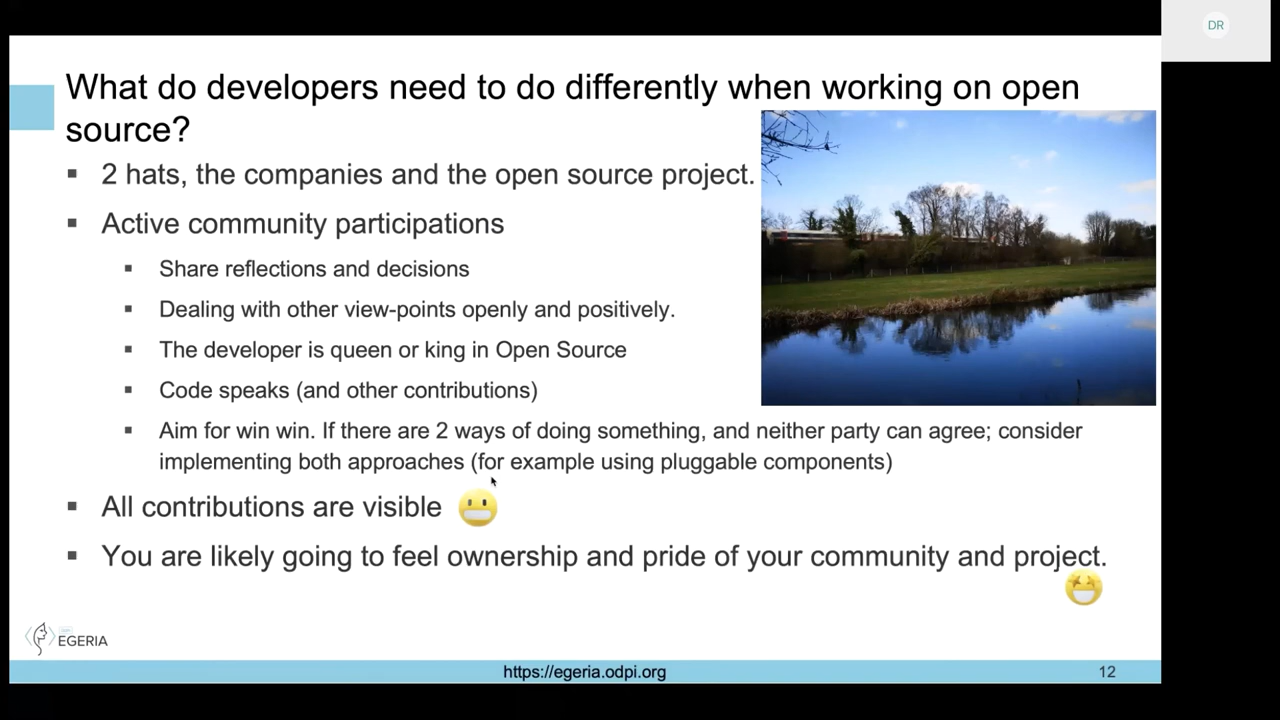 DR
What do developers need to do differently when working on open
source?
▪ 2 hats, the companies and the open source project.
▪ Active community participations
▪ Share reflections and decisions
▪ Dealing with other view-points openly and positively.
▪ The developer is queen or king in Open Source
▪ Code speaks (and other contributions)
▪ Aim for win win. If there are 2 ways of doing something, and neither party can agree; consider
implementing both approaches (for example using pluggable components)
▪ All contributions are visible
▪ You are likely going to feel ownership and pride of your community and project.
EGERIA
https://egeria.odpi.org
12